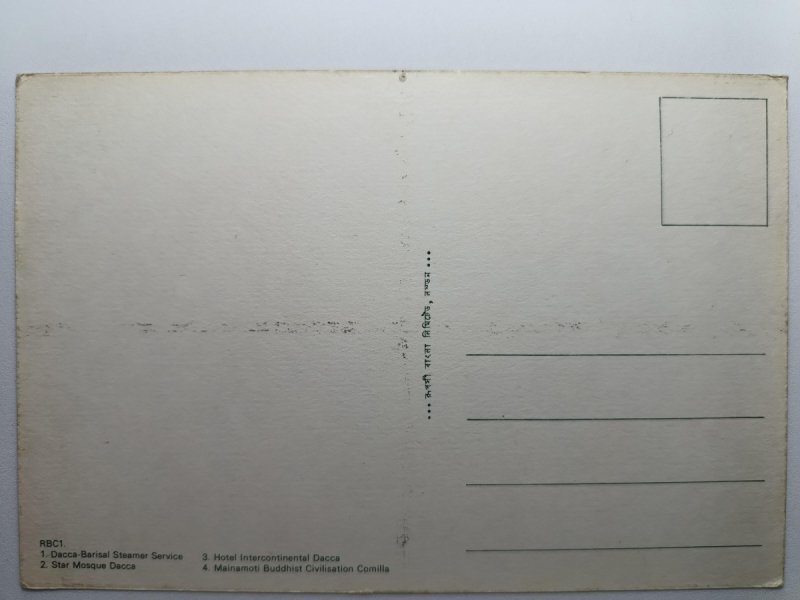 ••• রূপসী বাংলা লিমিটেড, লন্ডন •••
RBC1.
1. Dacca-Barisal Steamer Service
2. Star Mosque Dacca
3. Hotel Intercontinental Dacca
4. Mainamoti Buddhist Civilisation Comilla